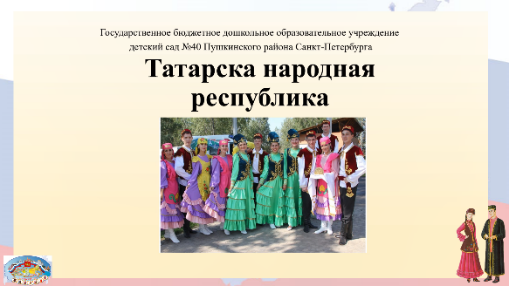 Государственное бюджетное дошкольное образовательное учреждение
детский сад №40 Пушкинского района Санкт-Петербурга
Татарска народная
республика